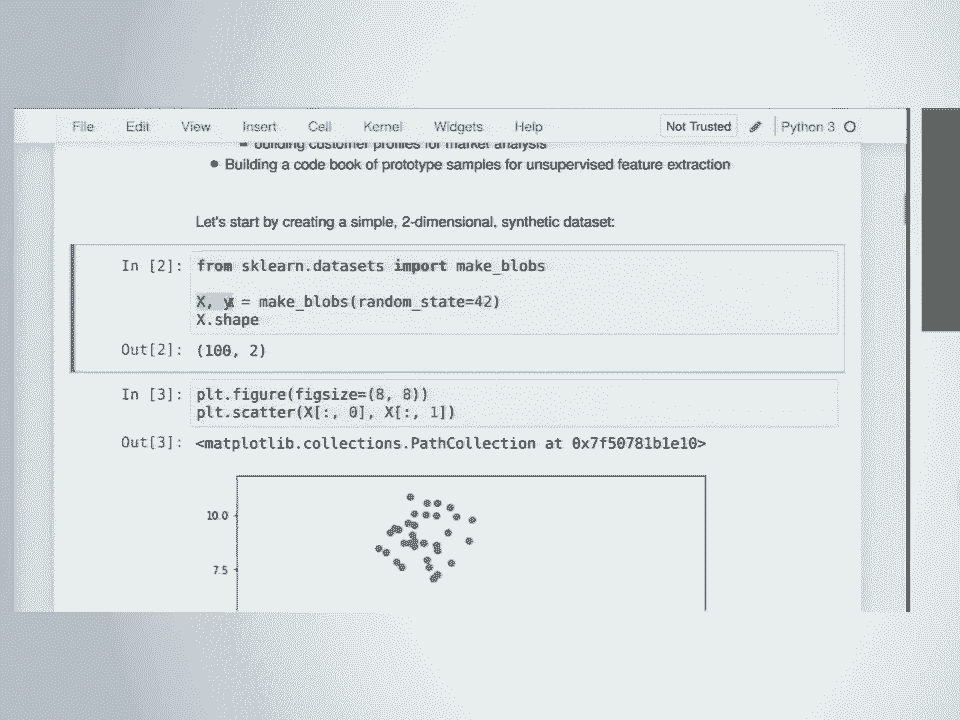 File Edit View Insert Cell Kernel Widgets Help Not Trusted Python 3
building customer profiles for market analysis
Building a code book of prototype samples for unsupervised feature extraction
Let's start by creating a simple, 2-dimensional, synthetic dataset:
In [2]: from sklearn.datasets import make_blobs
X, y = make_blobs(random_state=42)
X.shape
Out[2]: (100, 2)
In [3]: plt.figure(figsize=(8, 8))
plt.scatter(X[:, 0], X[:, 1])
Out[3]: <matplotlib.collections.PathCollection at 0x7f50781b1e10>
10.0
7.5